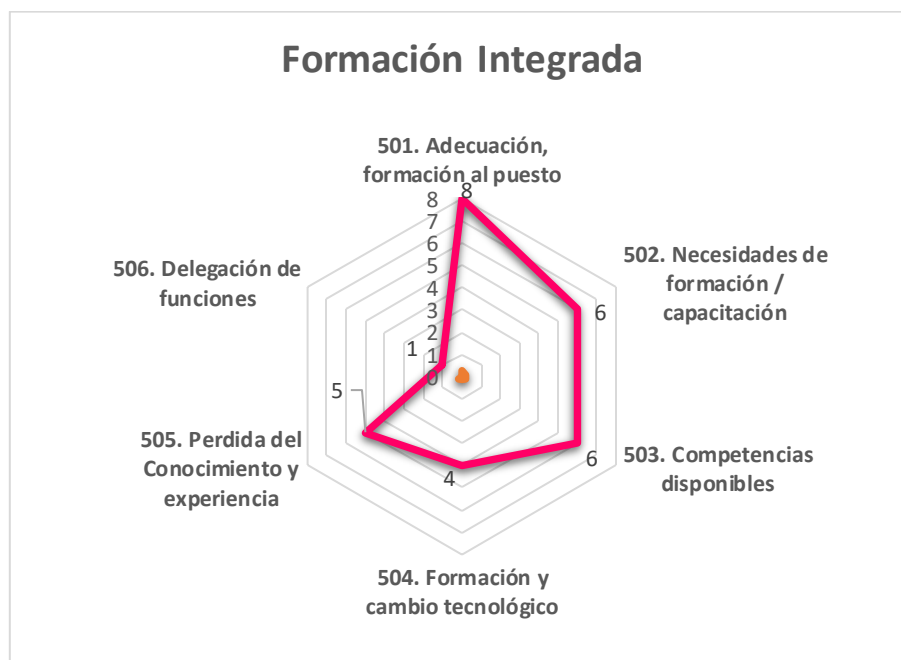 Formación Integrada
501. Adecuación,
formación al puesto
8
8
7
6
5
4
3
2
1
0
502. Necesidades de
formación /
capacitación
6
503. Competencias
disponibles
6
504. Formación y
cambio tecnológico
4
505. Perdida del
Conocimiento y
experiencia
5
506. Delegación de
funciones
1